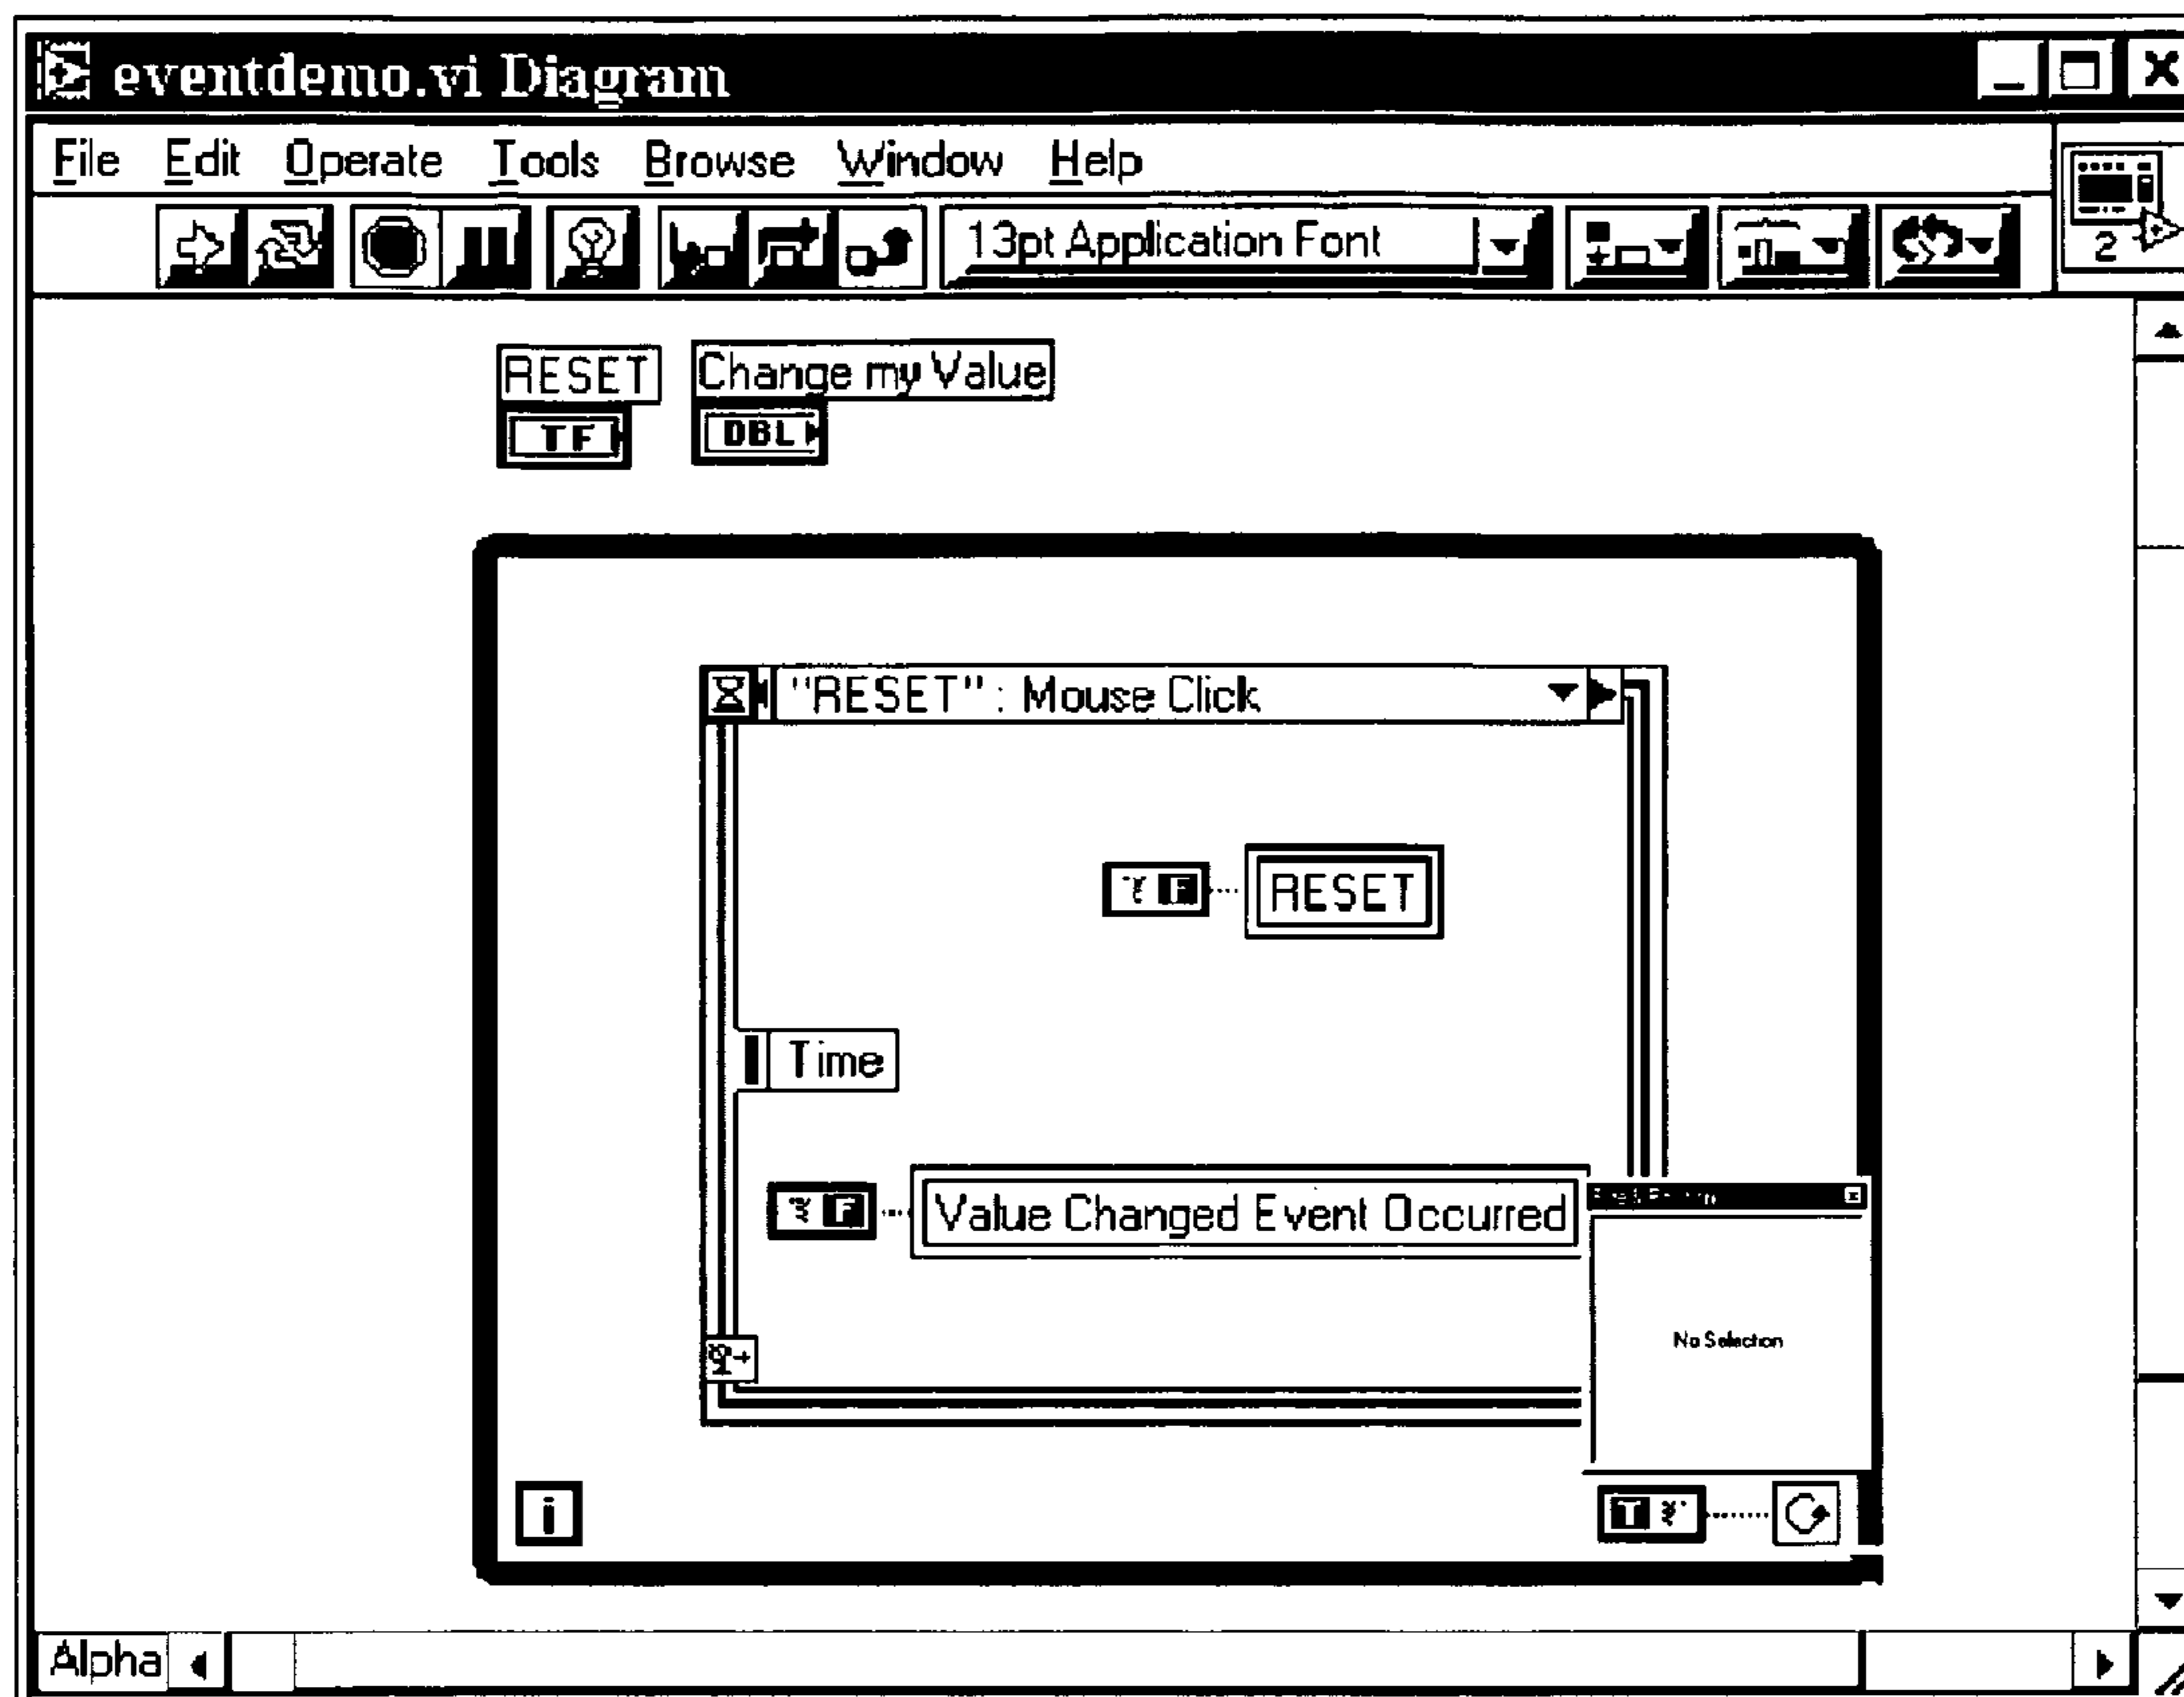 eventdemo.vi Diagram
File Edit Operate Tools Browse Window Help
13pt Application Font
2
RESET Change my Value
TF DBL
"RESET" : Mouse Click
F RESET
Time
F Value Changed Event Occurred
No Selection
i
T
Alpha